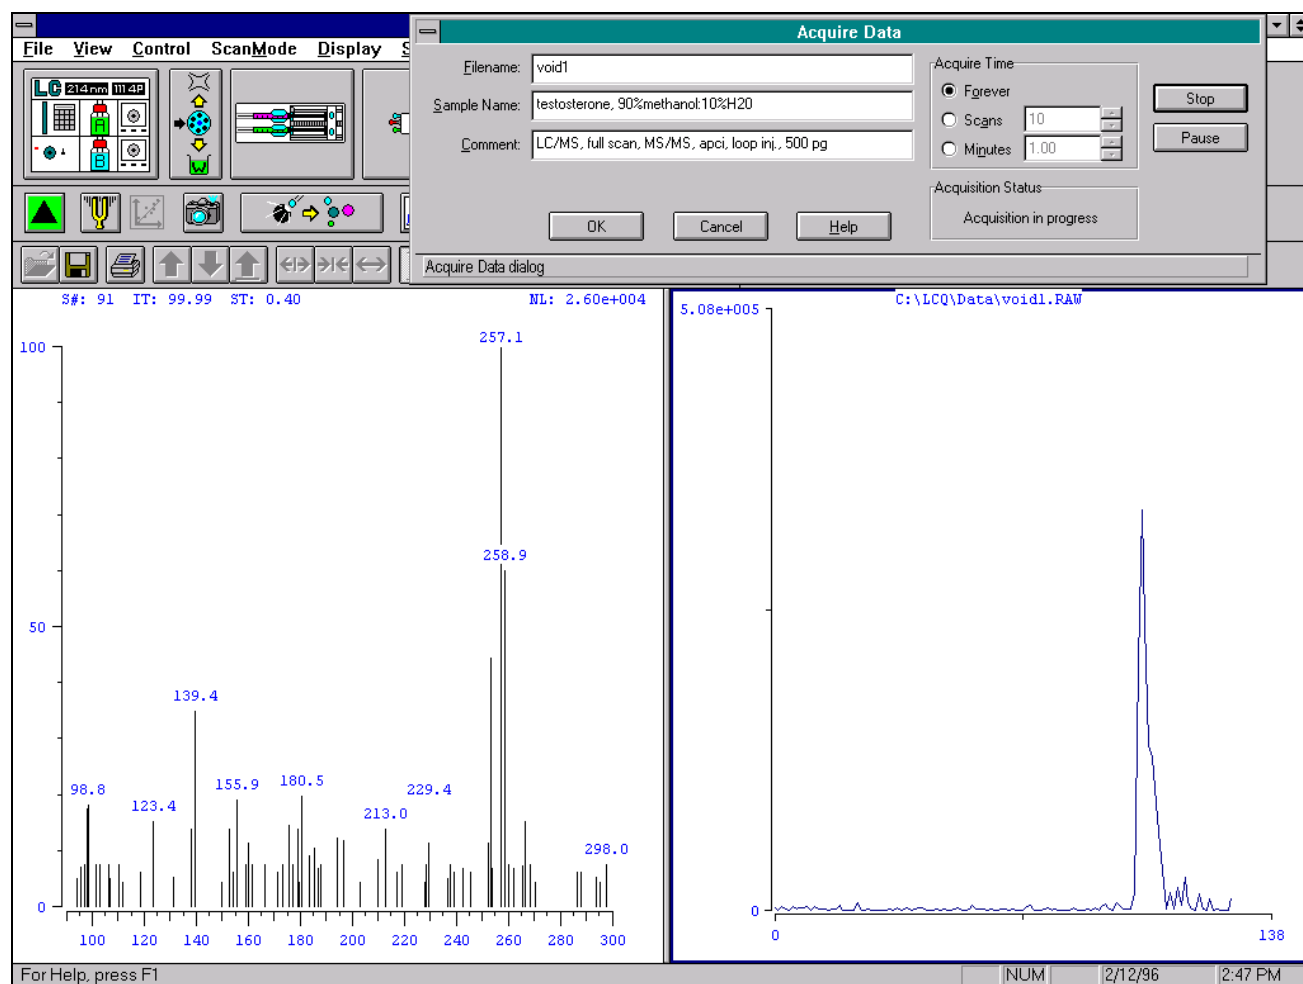 Acquire Data
File View Control ScanMode Display S
Filename: void1
Sample Name: testosterone, 90%methanol:10%H20
Comment: LC/MS, full scan, MS/MS, apci, loop inj., 500 pg
Acquire Time
Forever
Scans 10
Minutes 1.00
Stop
Pause
Acquisition Status
Acquisition in progress
OK Cancel Help
Acquire Data dialog
LC 214nm 1114P
A
B
S#: 91 IT: 99.99 ST: 0.40 NL: 2.60e+004
257.1
100
258.9
50
139.4
98.8
123.4
155.9
180.5
213.0
229.4
298.0
0
100 120 140 160 180 200 220 240 260 280 300
C:\LCQ\Data\void1.RAW
5.08e+005
0
0 138
For Help, press F1 NUM 2/12/96 2:47 PM